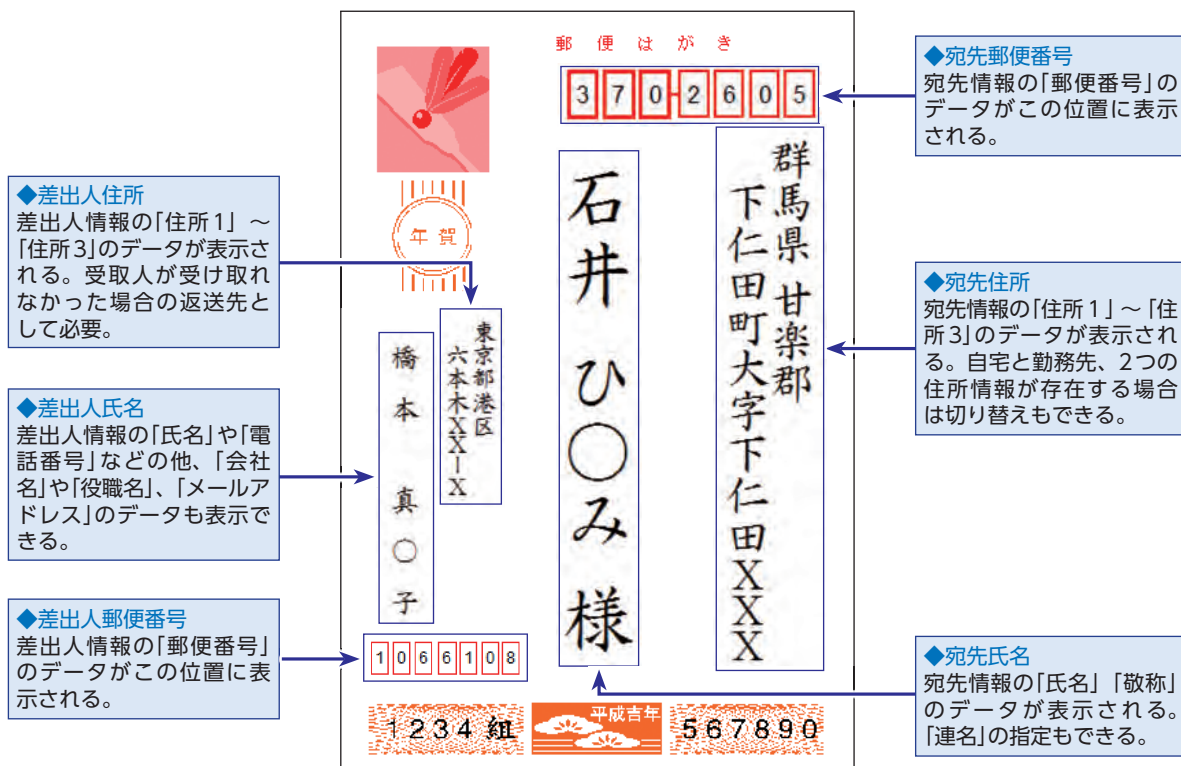 郵便はがき
370-2605
群馬県 甘楽郡
下仁田町大字下仁田XXX
石井 ひ○み 様
年賀
東京都港区
六本木XX-X
橋本 真○子
1066108
1234組
平成吉年
567890
◆差出人住所
差出人情報の「住所1」～
「住所3」のデータが表示さ
れる。受取人が受け取れ
なかった場合の返送先と
して必要。
◆差出人氏名
差出人情報の「氏名」や「電
話番号」などの他、「会社
名」や「役職名」、「メールア
ドレス」のデータも表示で
きる。
◆差出人郵便番号
差出人情報の「郵便番号」
のデータがこの位置に表
示される。
◆宛先郵便番号
宛先情報の「郵便番号」の
データがこの位置に表示
される。
◆宛先住所
宛先情報の「住所1」～「住
所3」のデータが表示され
る。自宅と勤務先、2つの
住所情報が存在する場合
は切り替えもできる。
◆宛先氏名
宛先情報の「氏名」「敬称」
のデータが表示される。
「連名」の指定もできる。